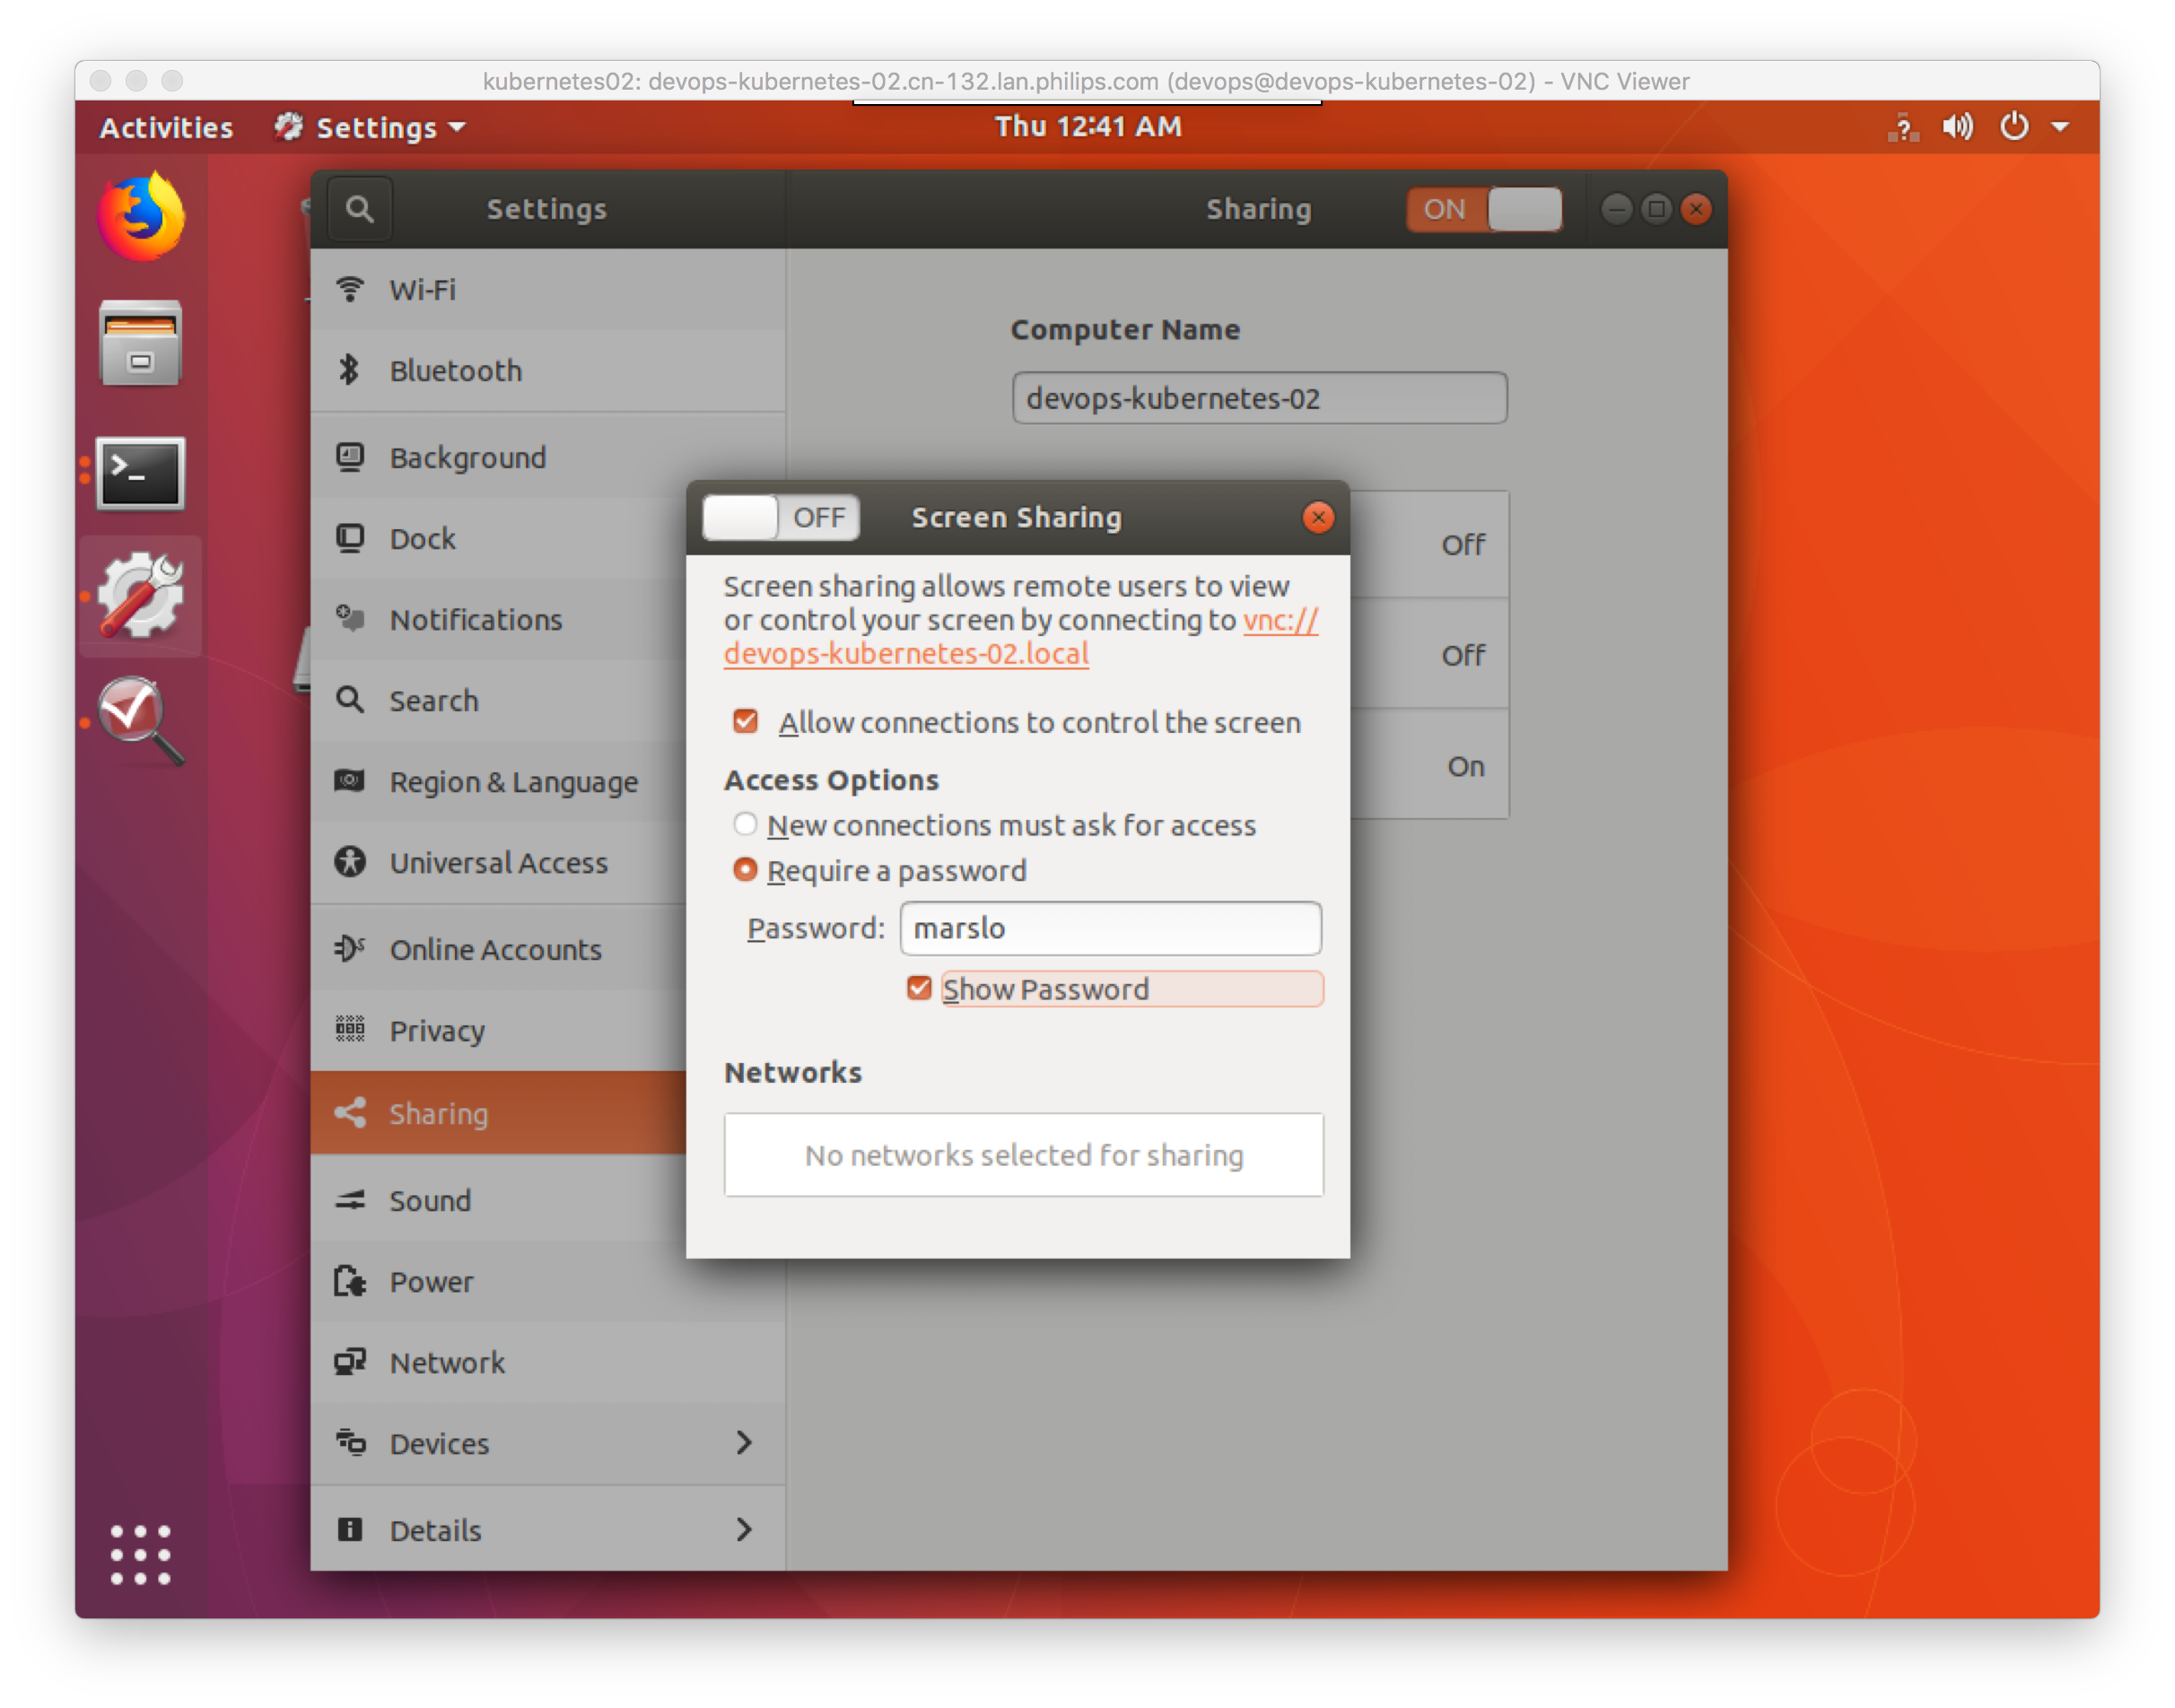 kubernetes02: devops-kubernetes-02.cn-132.lan.philips.com (devops@devops-kubernetes-02) - VNC Viewer
Activities
Settings
Thu 12:41 AM
Settings
Sharing
ON
Wi-Fi
Bluetooth
Background
Dock
Notifications
Search
Region & Language
Universal Access
Online Accounts
Privacy
Sharing
Sound
Power
Network
Devices
Details
Computer Name
devops-kubernetes-02
Off
Off
On
OFF
Screen Sharing
Screen sharing allows remote users to view
or control your screen by connecting to vnc://
devops-kubernetes-02.local
Allow connections to control the screen
Access Options
New connections must ask for access
Require a password
Password:
marslo
Show Password
Networks
No networks selected for sharing